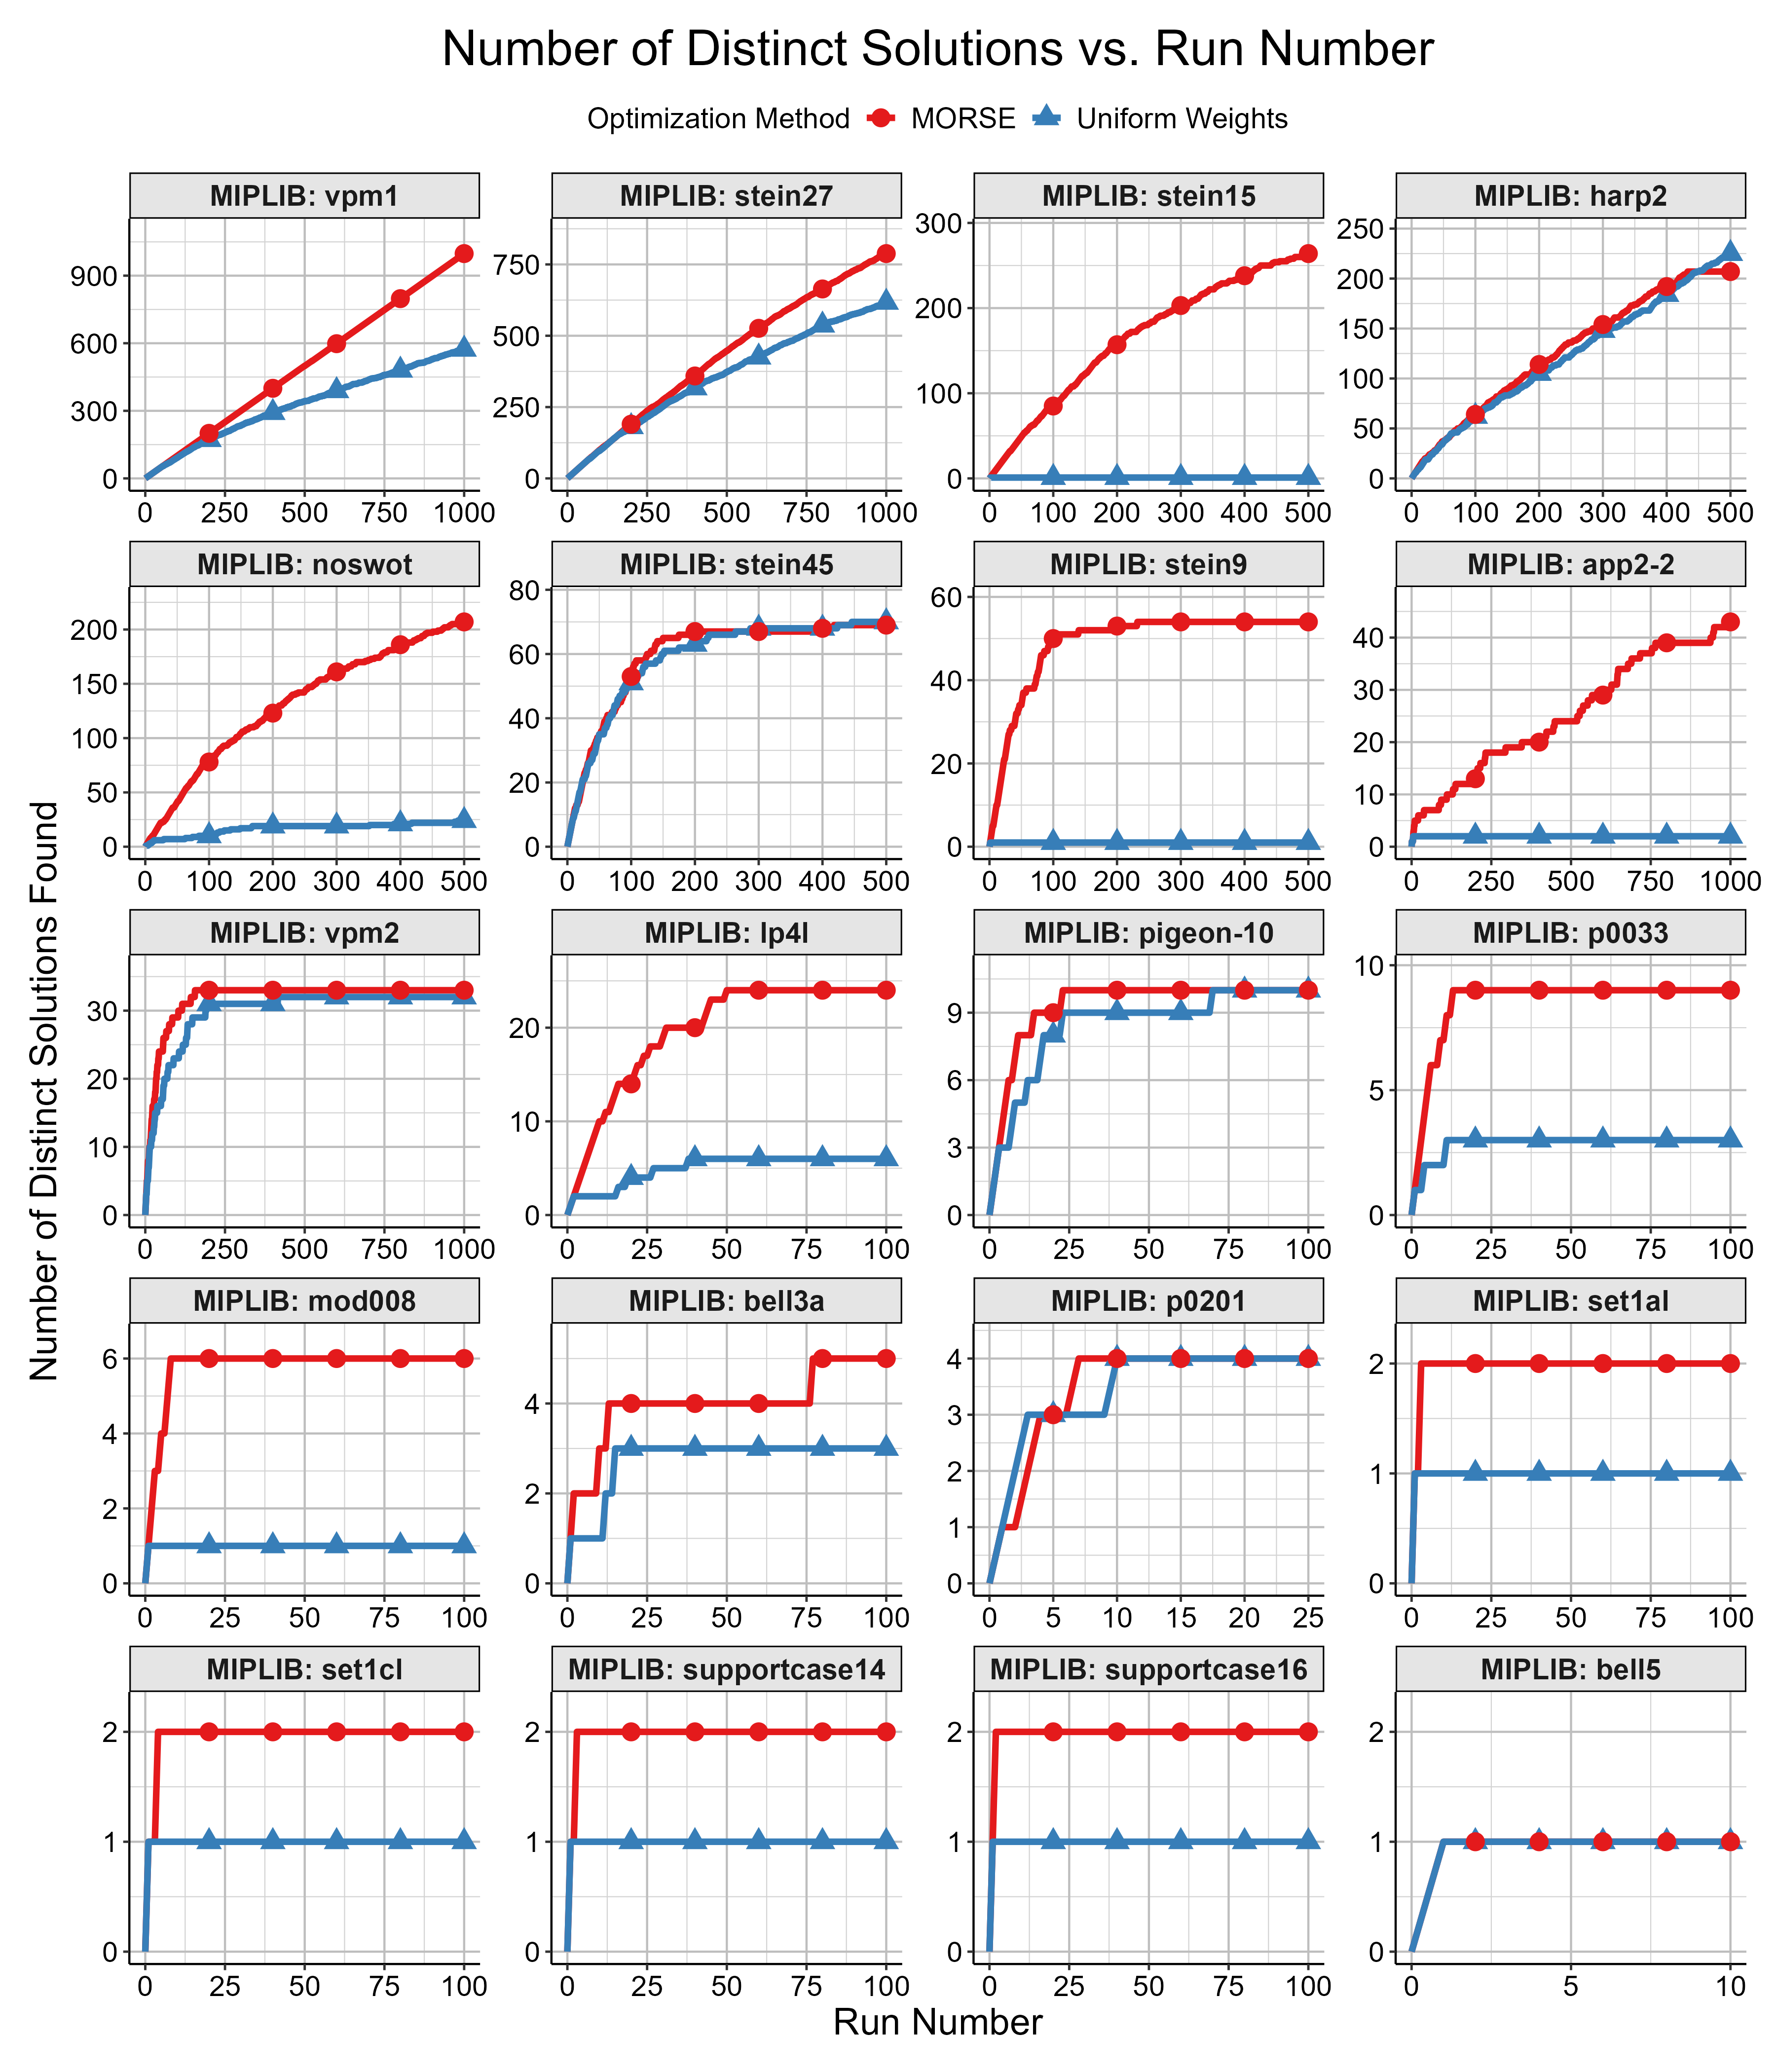 Number of Distinct Solutions vs. Run Number
Optimization Method MORSE Uniform Weights
Number of Distinct Solutions Found
MIPLIB: vpm1
900
600
300
0
0 250 500 750 1000
MIPLIB: stein27
750
500
250
0
0 250 500 750 1000
MIPLIB: stein15
300
200
100
0
0 100 200 300 400 500
MIPLIB: harp2
250
200
150
100
50
0
0 100 200 300 400 500
MIPLIB: noswot
200
150
100
50
0
0 100 200 300 400 500
MIPLIB: stein45
80
60
40
20
0
0 100 200 300 400 500
MIPLIB: stein9
60
40
20
0
0 100 200 300 400 500
MIPLIB: app2-2
40
30
20
10
0
0 250 500 750 1000
MIPLIB: vpm2
30
20
10
0
0 250 500 750 1000
MIPLIB: lp4l
20
10
0
0 25 50 75 100
MIPLIB: pigeon-10
9
6
3
0
0 25 50 75 100
MIPLIB: p0033
10
5
0
0 25 50 75 100
MIPLIB: mod008
6
4
2
0
0 25 50 75 100
MIPLIB: bell3a
4
2
0
0 25 50 75 100
MIPLIB: p0201
4
3
2
1
0
0 5 10 15 20 25
MIPLIB: set1al
2
1
0
0 25 50 75 100
MIPLIB: set1cl
2
1
0
0 25 50 75 100
MIPLIB: supportcase14
2
1
0
0 25 50 75 100
MIPLIB: supportcase16
2
1
0
0 25 50 75 100
MIPLIB: bell5
2
1
0
0 5 10
Run Number